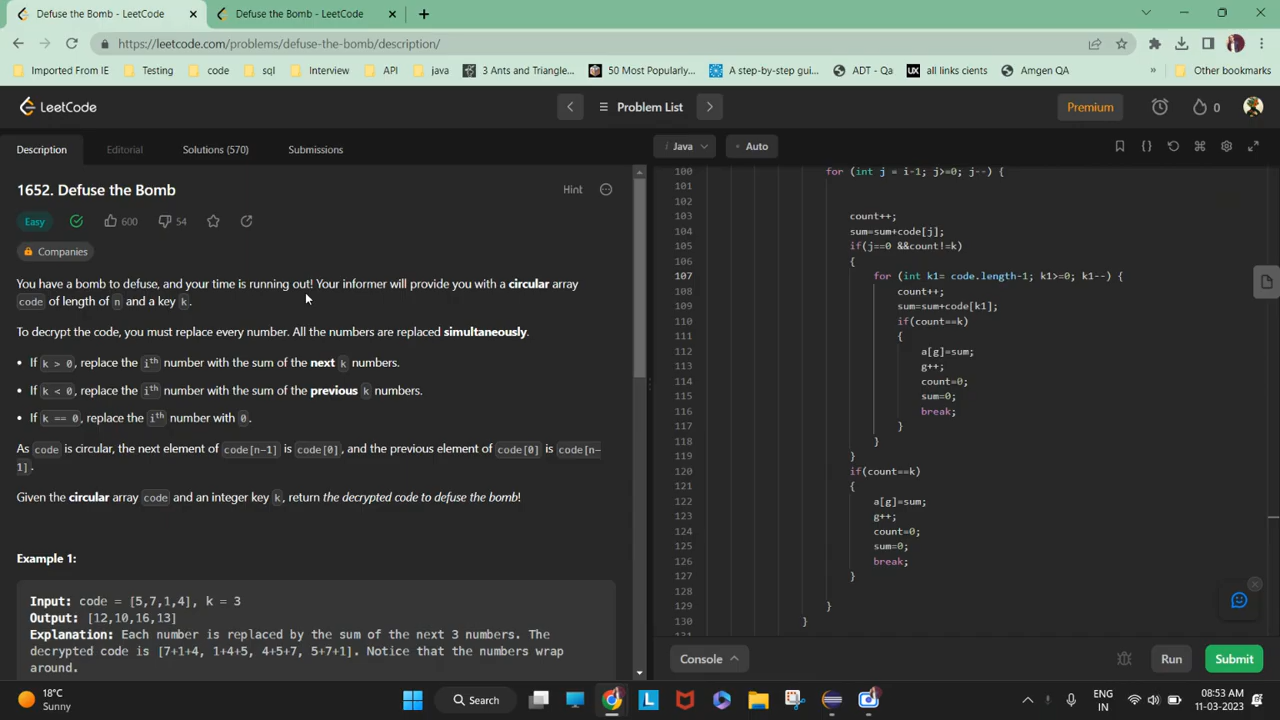 Defuse the Bomb - LeetCode
Defuse the Bomb - LeetCode
https://leetcode.com/problems/defuse-the-bomb/description/
Imported From IE
Testing
code
sql
Interview
API
java
3 Ants and Triangle...
50 Most Popularly...
A step-by-step gui...
ADT - Qa
UX all links cients
Amgen QA
»
Other bookmarks
LeetCode
Problem List
Premium
0
Description
Editorial
Solutions (570)
Submissions
1652. Defuse the Bomb
Hint
Easy
600
54
Companies
You have a bomb to defuse, and your time is running out! Your informer will provide you with a circular array
code of length of n and a key k.
To decrypt the code, you must replace every number. All the numbers are replaced simultaneously.
• If k > 0, replace the ith number with the sum of the next k numbers.
• If k < 0, replace the ith number with the sum of the previous k numbers.
• If k == 0, replace the ith number with 0.
As code is circular, the next element of code[n-1] is code[0], and the previous element of code[0] is code[n-
1].
Given the circular array code and an integer key k, return the decrypted code to defuse the bomb!
Example 1:
Input: code = [5,7,1,4], k = 3
Output: [12,10,16,13]
Explanation: Each number is replaced by the sum of the next 3 numbers. The
decrypted code is [7+1+4, 1+4+5, 4+5+7, 5+7+1]. Notice that the numbers wrap
around.
i Java
Auto
100 for (int j = i-1; j>=0; j--) {
101
102
103 count++;
104 sum=sum+code[j];
105 if(j==0 &&count!=k)
106 {
107 for (int k1= code.length-1; k1>=0; k1--) {
108 count++;
109 sum=sum+code[k1];
110 if(count==k)
111 {
112 a[g]=sum;
113 g++;
114 count=0;
115 sum=0;
116 break;
117 }
118 }
119 }
120 if(count==k)
121 {
122 a[g]=sum;
123 g++;
124 count=0;
125 sum=0;
126 break;
127 }
128
129 }
130 }
131
Console
Run
Submit
18°C
Sunny
Search
L
ENG
IN
08:53 AM
11-03-2023